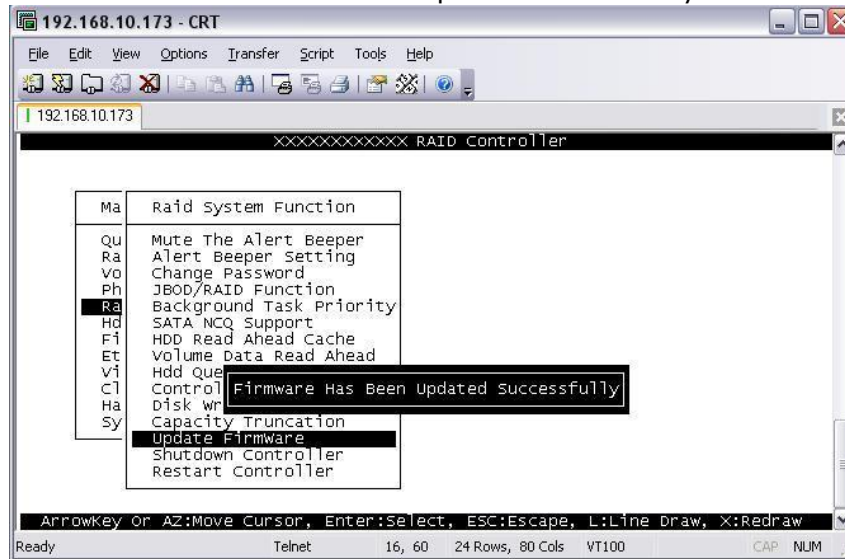 192.168.10.173 - CRT
File Edit View Options Transfer Script Tools Help
192.168.10.173
XXXXXXXXXXXX RAID Controller
Ma
Raid System Function
Qu
Mute The Alert Beeper
Ra
Alert Beeper Setting
Vo
Change Password
Ph
JBOD/RAID Function
Ra
Background Task Priority
Hd
SATA NCQ Support
Fi
HDD Read Ahead Cache
Et
Volume Data Read Ahead
Vi
Hdd Que
Cl
Control
Firmware Has Been Updated Successfully
Ha
Disk Wr
Sy
Capacity Truncation
Update FirmWare
Shutdown Controller
Restart Controller
ArrowKey Or AZ:Move Cursor, Enter:Select, ESC:Escape, L:Line Draw, X:Redraw
Ready Telnet 16, 60 24 Rows, 80 Cols VT100 CAP NUM